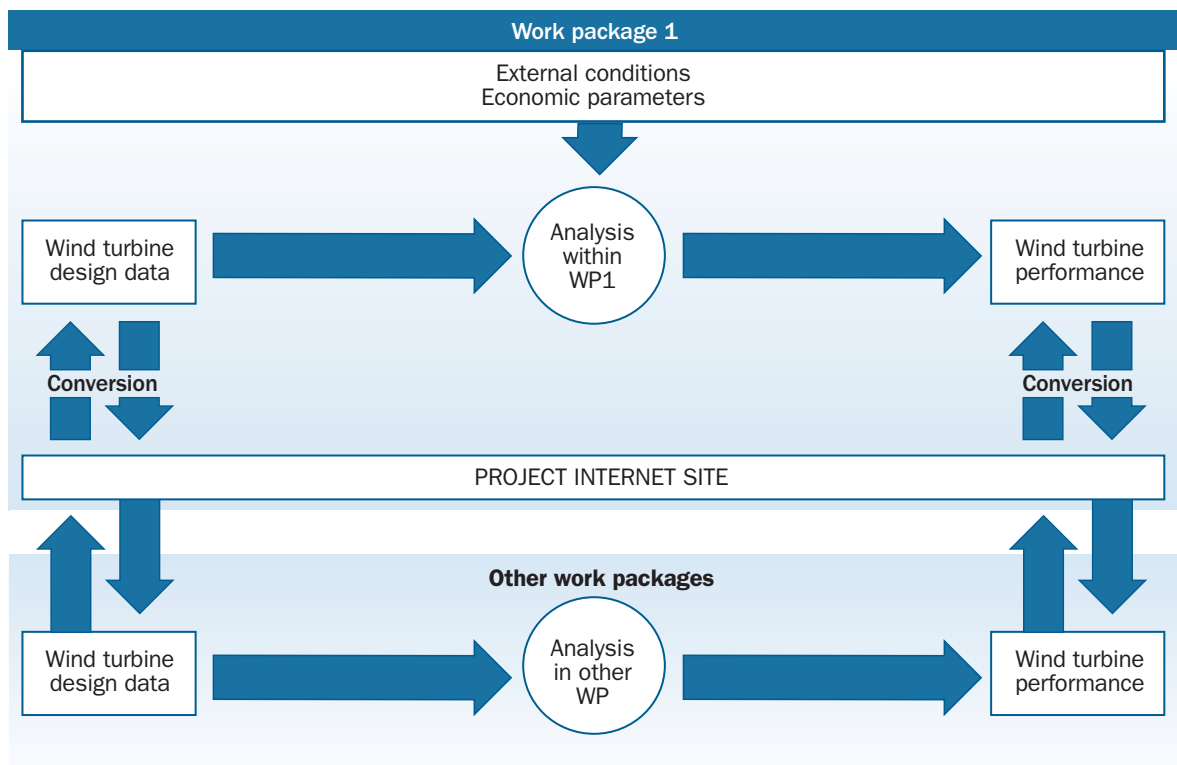 Work package 1
External conditions
Economic parameters
Wind turbine
design data
Analysis
within
WP1
Wind turbine
performance
Conversion
Conversion
PROJECT INTERNET SITE
Other work packages
Wind turbine
design data
Analysis
in other
WP
Wind turbine
performance